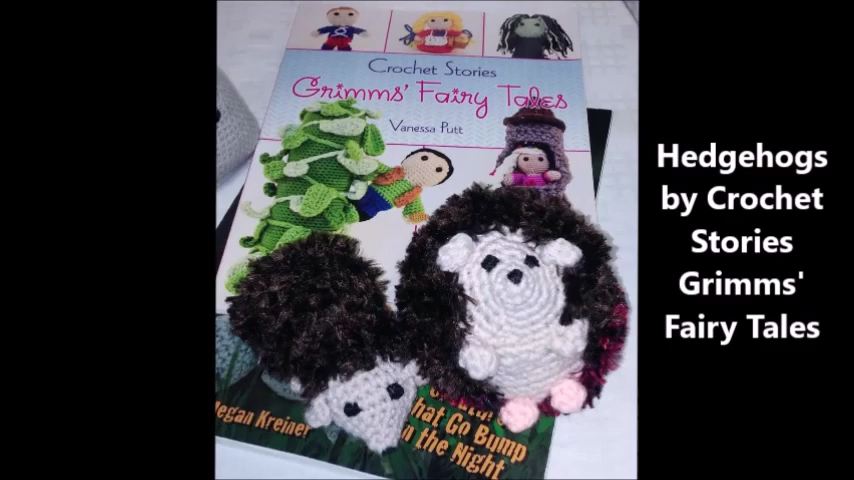 Crochet Stories
Grimms' Fairy Tales
Vanessa Putt
Hedgehogs
by Crochet
Stories
Grimms'
Fairy Tales
Megan Kreiner
That Go Bump
in the Night